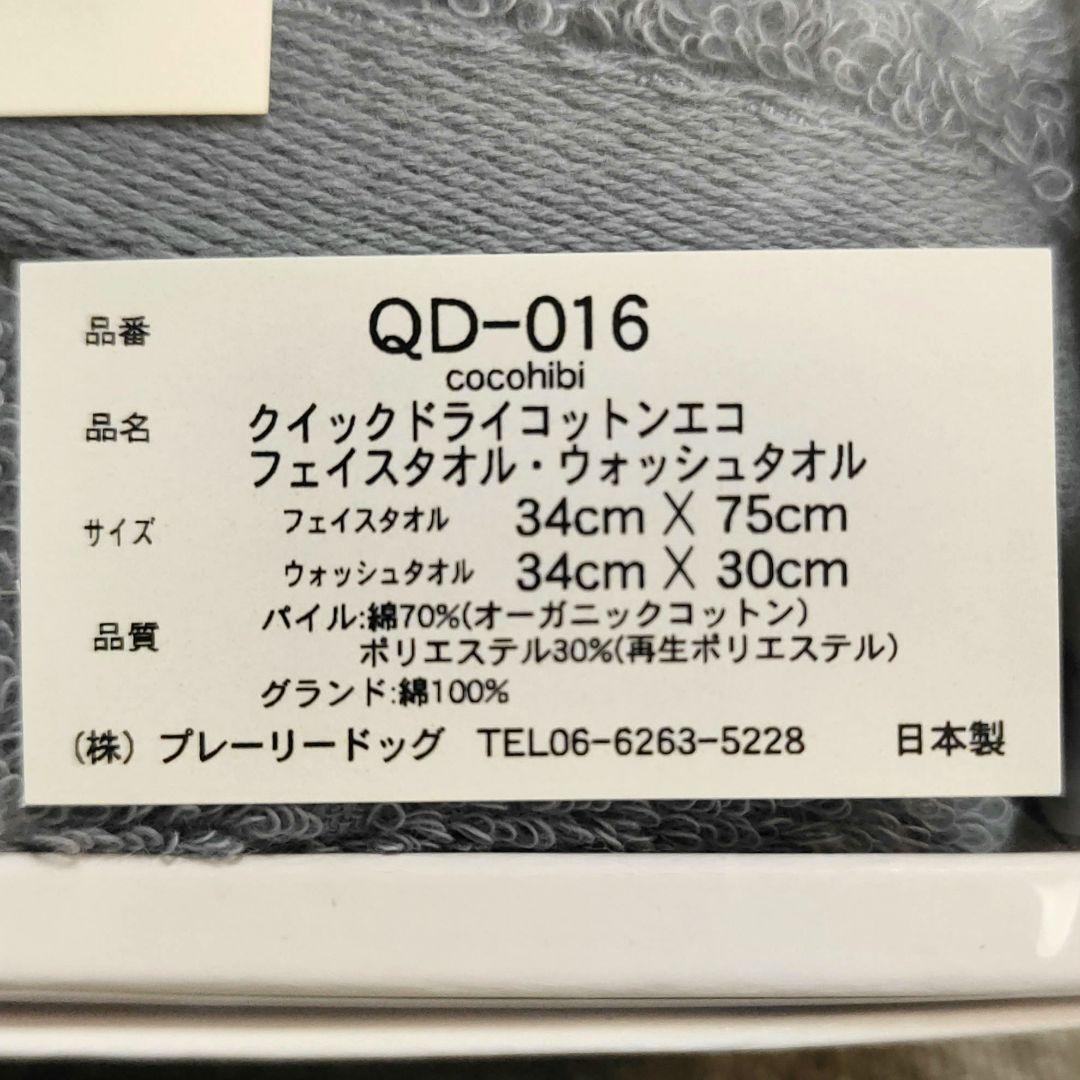 品番 QD-016
cocohibi
品名 クイックドライコットンエコ
フェイスタオル・ウォッシュタオル
サイズ フェイスタオル 34cm X 75cm
ウォッシュタオル 34cm X 30cm
品質 パイル:綿70%(オーガニックコットン)
ポリエステル30%(再生ポリエステル)
グランド:綿100%
(株) プレーリードッグ TEL06-6263-5228 日本製